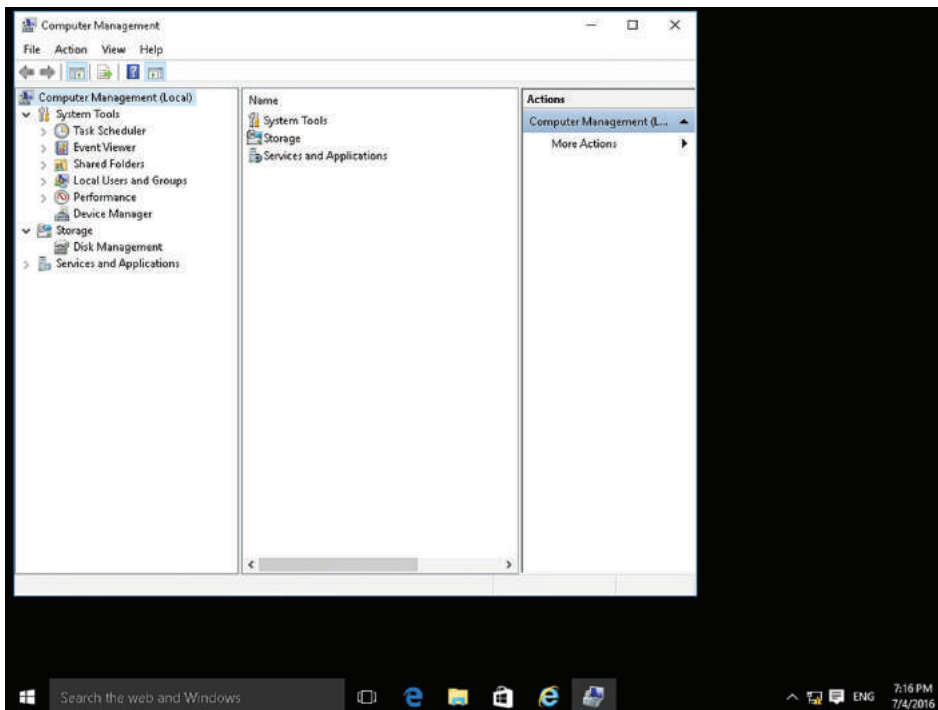 Computer Management
File Action View Help
Computer Management (Local)
System Tools
Task Scheduler
Event Viewer
Shared Folders
Local Users and Groups
Performance
Device Manager
Storage
Disk Management
Services and Applications
Name
System Tools
Storage
Services and Applications
Actions
Computer Management (L...
More Actions
Search the web and Windows
ENG
7:16 PM
7/4/2016